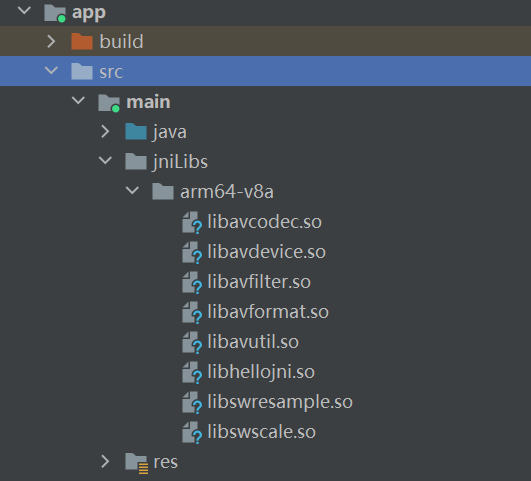 app
build
src
main
java
jniLibs
arm64-v8a
libavcodec.so
libavdevice.so
libavfilter.so
libavformat.so
libavutil.so
libhellojni.so
libswresample.so
libswscale.so
res